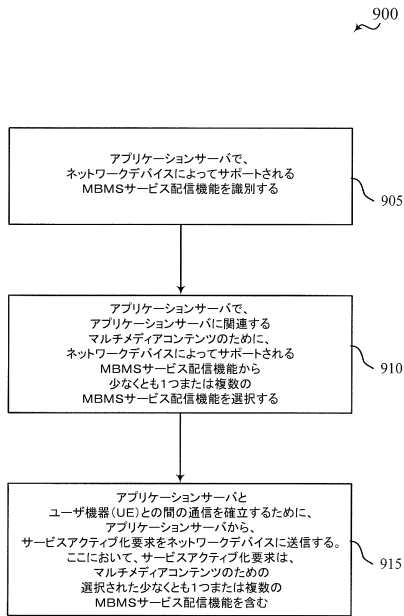 900
アプリケーションサーバで、
ネットワークデバイスによってサポートされる
MBMSサービス配信機能を識別する
905
アプリケーションサーバで、
アプリケーションサーバに関連する
マルチメディアコンテンツのために、
ネットワークデバイスによってサポートされる
MBMSサービス配信機能から
少なくとも1つまたは複数の
MBMSサービス配信機能を選択する
910
アプリケーションサーバと
ユーザ機器(UE)との間の通信を確立するために、
アプリケーションサーバから、
サービスアクティブ化要求をネットワークデバイスに送信する。
ここにおいて、サービスアクティブ化要求は、
マルチメディアコンテンツのための
選択された少なくとも1つまたは複数の
MBMSサービス配信機能を含む
915